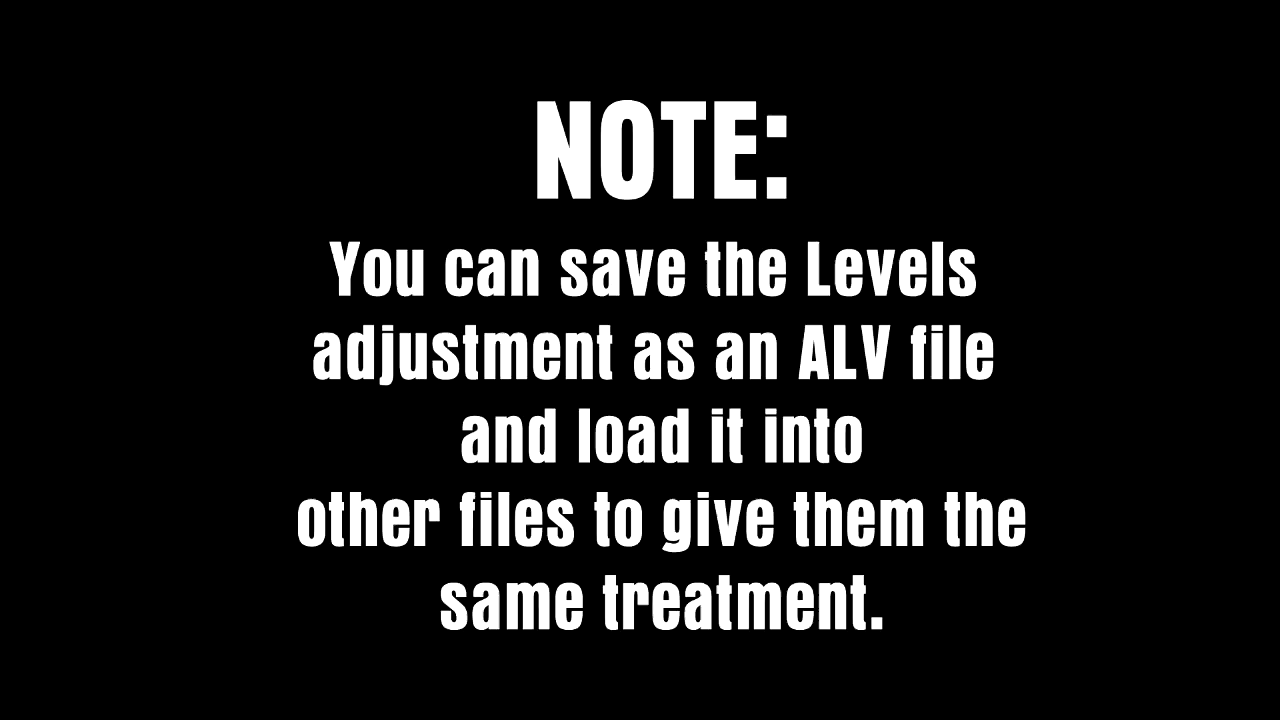 NOTE:
You can save the Levels
adjustment as an ALV file
and load it into
other files to give them the
same treatment.